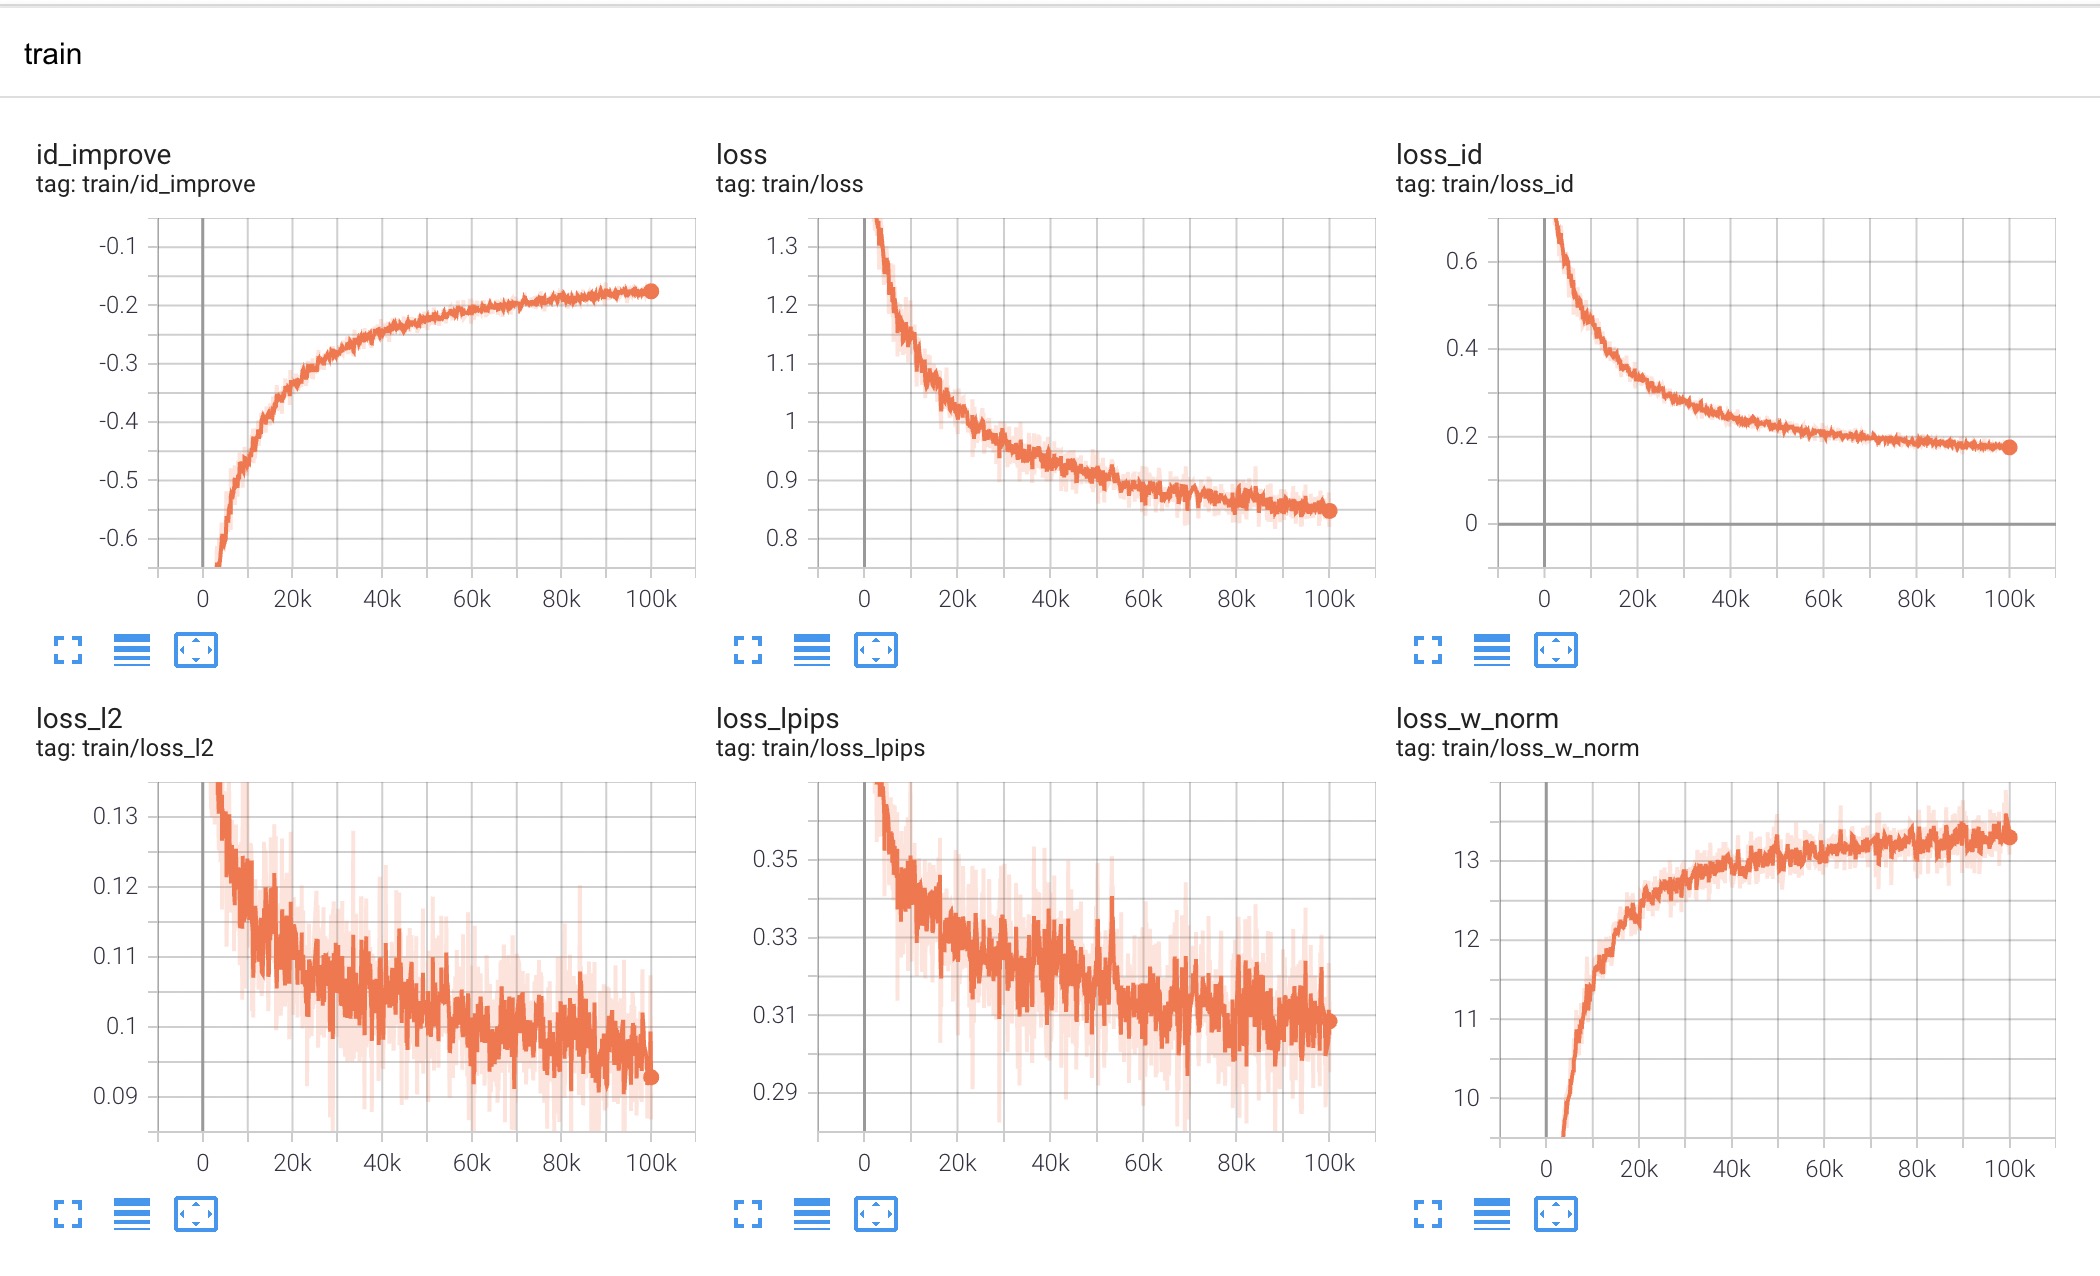 train
id_improve
tag: train/id_improve
-0.1
-0.2
-0.3
-0.4
-0.5
-0.6
0 20k 40k 60k 80k 100k
loss
tag: train/loss
1.3
1.2
1.1
1
0.9
0.8
0 20k 40k 60k 80k 100k
loss_id
tag: train/loss_id
0.6
0.4
0.2
0
0 20k 40k 60k 80k 100k
loss_l2
tag: train/loss_l2
0.13
0.12
0.11
0.1
0.09
0 20k 40k 60k 80k 100k
loss_lpips
tag: train/loss_lpips
0.35
0.33
0.31
0.29
0 20k 40k 60k 80k 100k
loss_w_norm
tag: train/loss_w_norm
13
12
11
10
0 20k 40k 60k 80k 100k